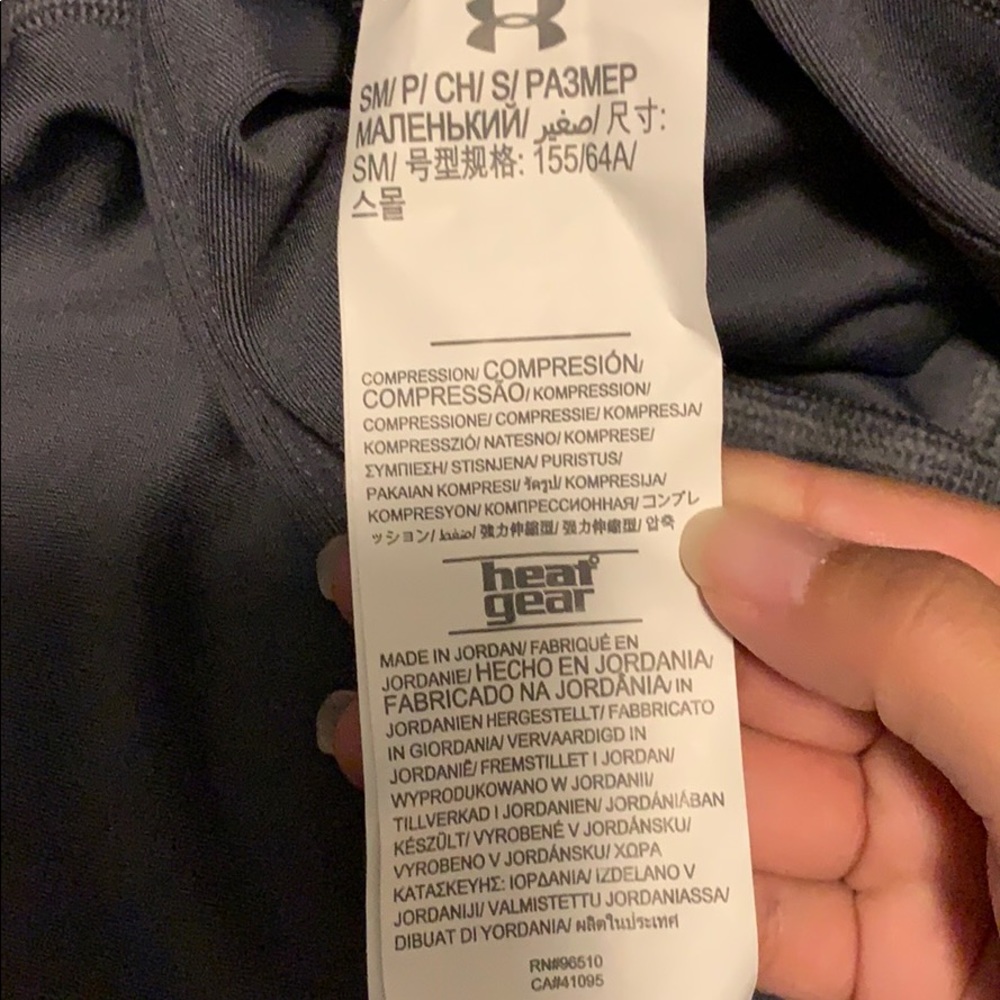 SM/ P/ CH/ S/ РАЗМЕР
МАЛЕНЬКИЙ/ صغير/ 尺寸:
SM/ 号型规格: 155/64A/
스몰
COMPRESSION/ COMPRESIÓN/
COMPRESSÃO/ KOMPRESSION/
COMPRESSIONE/ COMPRESSIE/ KOMPRESJA/
KOMPRESSZIÓ/ NATESNO/ KOMPRESE/
ΣΥΜΠΙΕΣΗ/ STISNJENA/ PURISTUS/
PAKAIAN KOMPRESI/ รัดรูป/ KOMPRESIJA/
KOMPRESYON/ КОМПРЕССИОННАЯ/ コンプレ
ッション/ ضغط/ 強力伸縮型/ 强力伸缩型/ 압축
heat
gear
MADE IN JORDAN/ FABRIQUÉ EN
JORDANIE/ HECHO EN JORDANIA/
FABRICADO NA JORDÂNIA/ IN
JORDANIEN HERGESTELLT/ FABBRICATO
IN GIORDANIA/ VERVAARDIGD IN
JORDANIË/ FREMSTILLET I JORDAN/
WYPRODUKOWANO W JORDANII/
TILLVERKAD I JORDANIEN/ JORDÁNIÁBAN
KÉSZÜLT/ VYROBENÉ V JORDÁNSKU/
VYROBENO V JORDÁNSKU/ ΧΩΡΑ
ΚΑΤΑΣΚΕΥΗΣ: ΙΟΡΔΑΝΙΑ/ IZDELANO V
JORDANIJI/ VALMISTETTU JORDANIASSA/
DIBUAT DI YORDANIA/ ผลิตในประเทศ
RN#96510
CA#41095